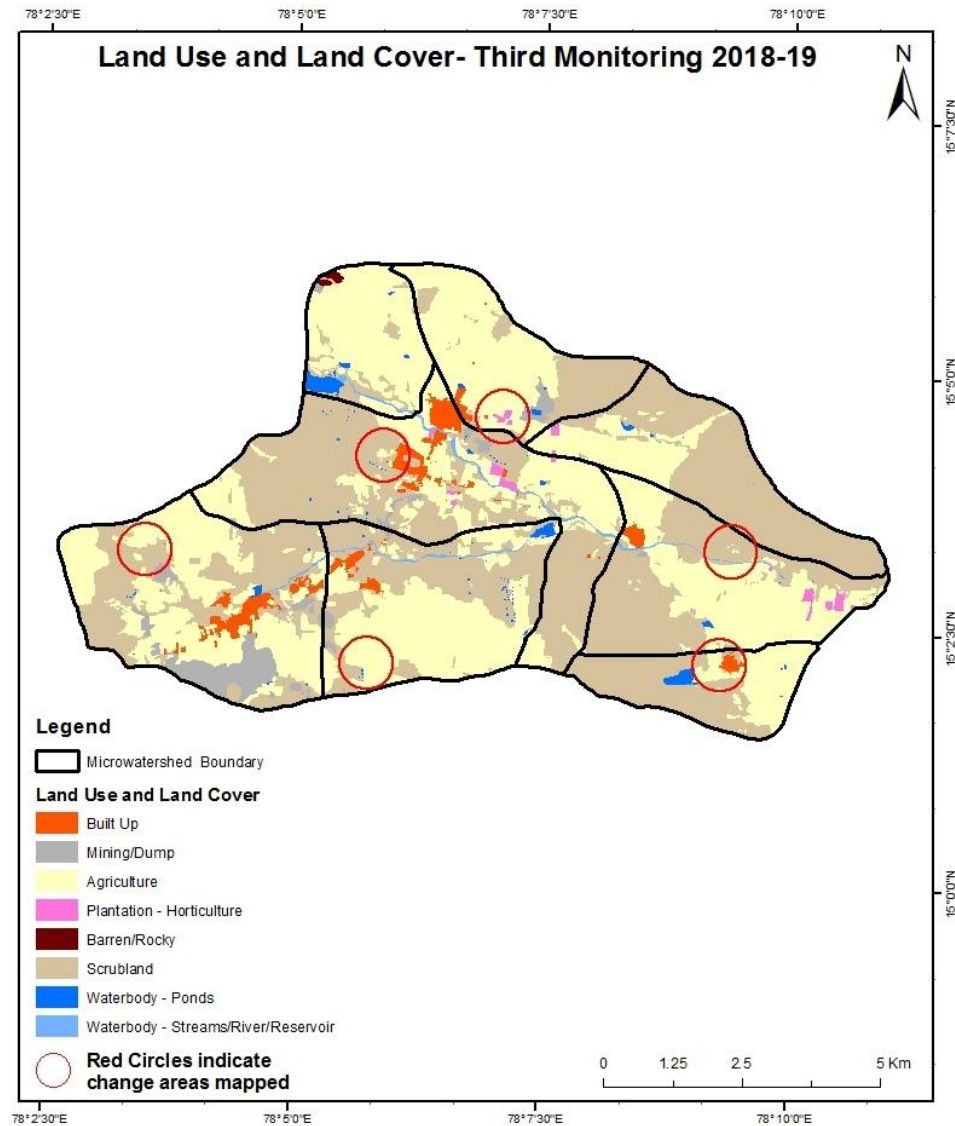 78°2'30"E 78°5'0"E 78°7'30"E 78°10'0"E
Land Use and Land Cover- Third Monitoring 2018-19
N
15°7'30"N
15°5'0"N
15°2'30"N
15°0'0"N
Legend
Microwatershed Boundary
Land Use and Land Cover
Built Up
Mining/Dump
Agriculture
Plantation - Horticulture
Barren/Rocky
Scrubland
Waterbody - Ponds
Waterbody - Streams/River/Reservoir
Red Circles indicate
change areas mapped
0 1.25 2.5 5 Km
78°2'30"E 78°5'0"E 78°7'30"E 78°10'0"E